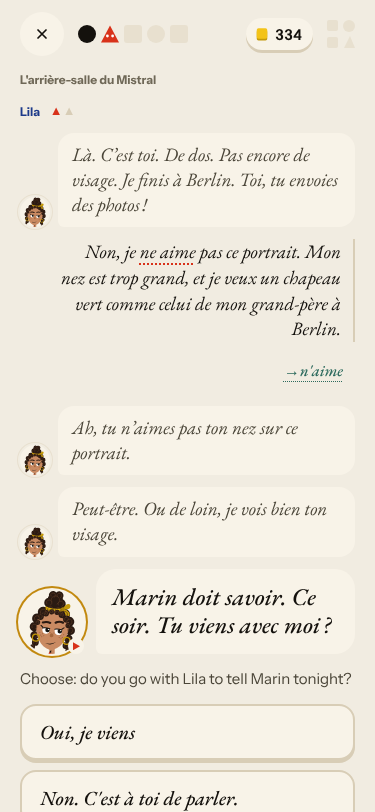 334
L'arrière-salle du Mistral
Lila
Là. C'est toi. De dos. Pas encore de
visage. Je finis à Berlin. Toi, tu envoies
des photos !
Non, je ne aime pas ce portrait. Mon
nez est trop grand, et je veux un chapeau
vert comme celui de mon grand-père à
Berlin.
→ n'aime
Ah, tu n'aimes pas ton nez sur ce
portrait.
Peut-être. Ou de loin, je vois bien ton
visage.
Marin doit savoir. Ce
soir. Tu viens avec moi ?
Choose: do you go with Lila to tell Marin tonight?
Oui, je viens
Non. C'est à toi de parler.